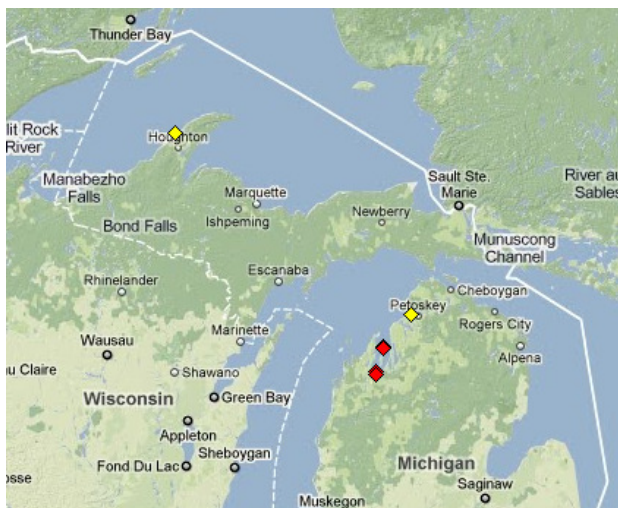 Thunder Bay
lit Rock
River
Houghton
Manabezho
Falls
Sault Ste.
Marie
River au
Sables
Marquette
Ishpeming
Newberry
Bond Falls
Munuscong
Channel
Escanaba
Rhinelander
Cheboygan
Petoskey
Rogers City
Marinette
Wausau
Alpena
au Claire
Shawano
Wisconsin
Green Bay
Appleton
Fond Du Lac
Sheboygan
Michigan
osse
Saginaw
Muskegon